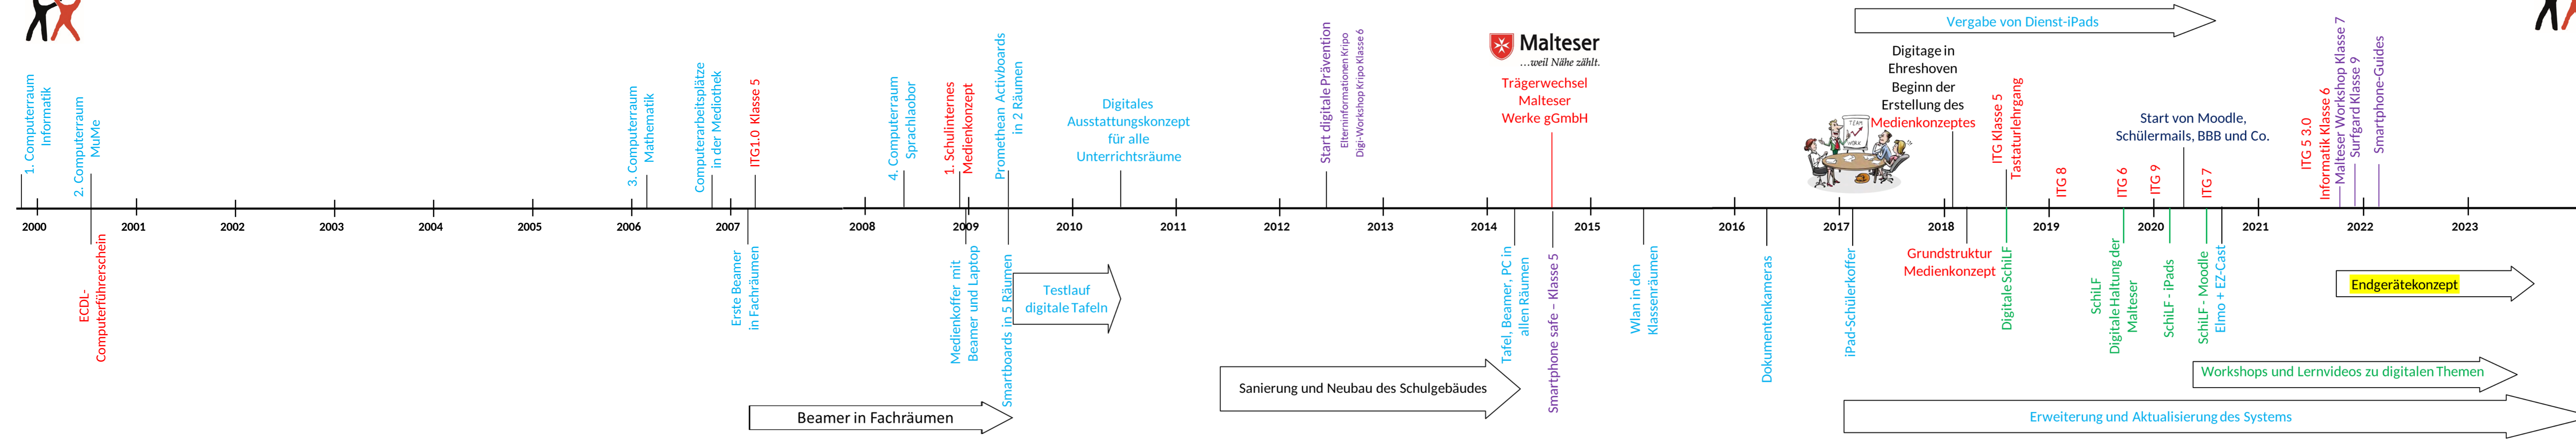 Vergabe von Dienst-iPads
1. Computerraum
Informatik
2. Computerraum
MuMe
3. Computerraum
Mathematik
Computerarbeitsplätze
in der Mediothek
ITG1.0 Klasse 5
4. Computerraum
Sprachlaobor
1. Schulinternes
Medienkonzept
Promethean Activboards
in 2 Räumen
Digitales
Ausstattungskonzept
für alle
Unterrichtsräume
Start digitale Prävention
Elterninformationen Kripo
Digi-Workshop Kripo Klasse 6
Malteser
...weil Nähe zählt.
Trägerwechsel
Malteser
Werke gGmbH
TEAM
WORK
Digitage in
Ehreshoven
Beginn der
Erstellung des
Medienkonzeptes
ITG Klasse 5
Tastaturlehrgang
ITG 8
ITG 6
ITG 9
Start von Moodle,
Schülermails, BBB und Co.
ITG 7
ITG 5 3.0
Informatik Klasse 6
Malteser Workshop Klasse 7
Surfgard Klasse 9
Smartphone-Guides
2000 2001 2002 2003 2004 2005 2006 2007 2008 2009 2010 2011 2012 2013 2014 2015 2016 2017 2018 2019 2020 2021 2022 2023
ECDL-
Computerführerschein
Erste Beamer
in Fachräumen
Medienkoffer mit
Beamer und Laptop
Smartboards in 5 Räumen
Testlauf
digitale Tafeln
Tafel, Beamer, PC in
allen Räumen
Smartphone safe – Klasse 5
Wlan in den
Klassenräumen
Dokumentenkameras
iPad-Schülerkoffer
Grundstruktur
Medienkonzept
Digitale SchiLF
SchiLF
Digitale Haltung der
Malteser
SchiLF - iPads
SchiLF - Moodle
Elmo + EZ-Cast
Endgerätekonzept
Sanierung und Neubau des Schulgebäudes
Workshops und Lernvideos zu digitalen Themen
Beamer in Fachräumen
Erweiterung und Aktualisierung des Systems